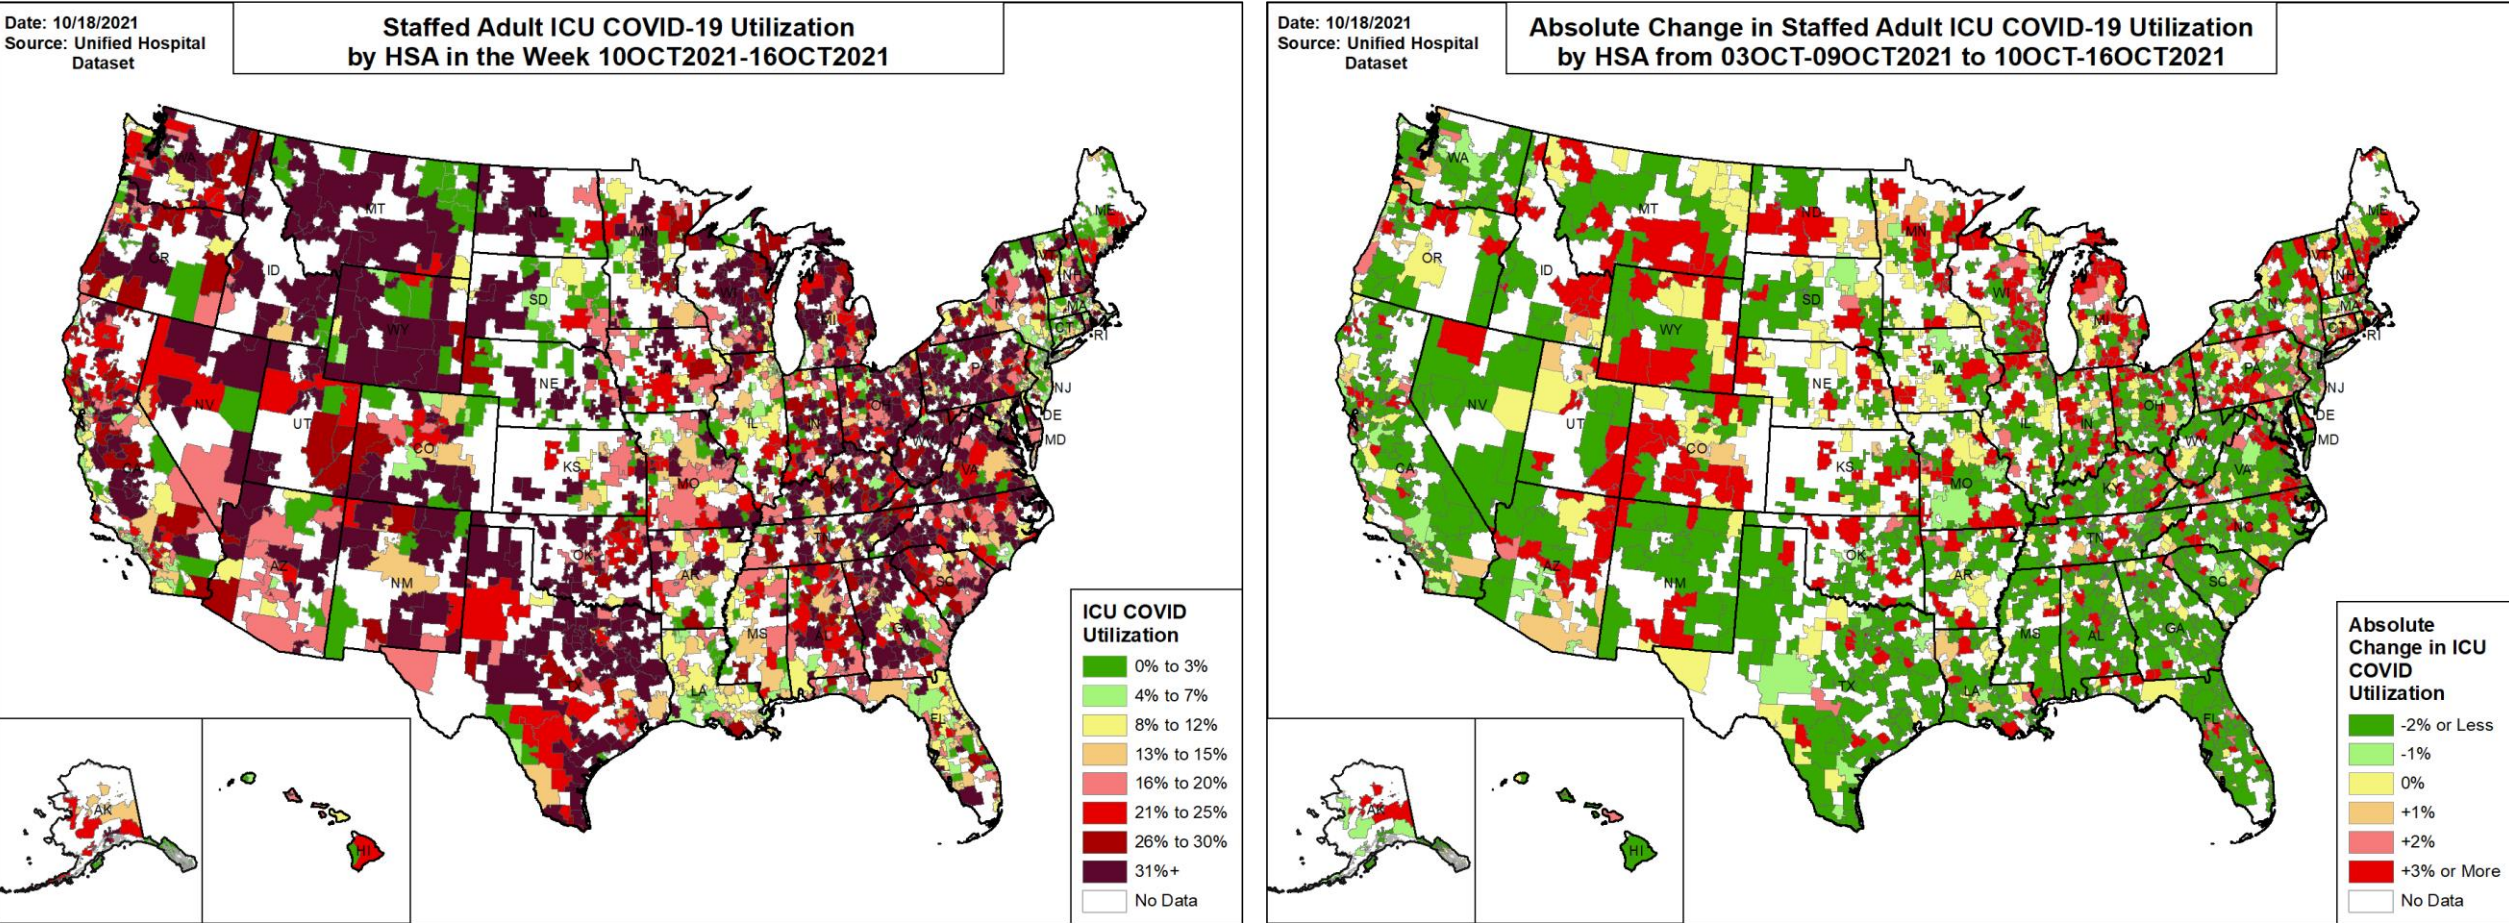 Date: 10/18/2021
Source: Unified Hospital
Dataset
Staffed Adult ICU COVID-19 Utilization
by HSA in the Week 10OCT2021-16OCT2021
WA
MT
ND
MN
OR
ID
SD
WI
MI
NY
VT
NH
ME
MA
CT
RI
WY
NE
PA
NJ
NV
UT
CO
IL
IN
OH
DE
MD
CA
KS
MO
WV
VA
AZ
NM
OK
AR
TN
NC
SC
MS
AL
GA
TX
LA
FL
AK
HI
ICU COVID
Utilization
0% to 3%
4% to 7%
8% to 12%
13% to 15%
16% to 20%
21% to 25%
26% to 30%
31%+
No Data
Date: 10/18/2021
Source: Unified Hospital
Dataset
Absolute Change in Staffed Adult ICU COVID-19 Utilization
by HSA from 03OCT-09OCT2021 to 10OCT-16OCT2021
WA
MT
ND
MN
OR
ID
SD
WI
MI
NY
VT
NH
ME
MA
CT
RI
WY
NE
IA
PA
NJ
NV
UT
CO
IL
IN
OH
DE
MD
CA
KS
MO
KY
WV
VA
AZ
NM
OK
AR
TN
NC
SC
MS
AL
GA
TX
LA
FL
AK
HI
Absolute
Change in ICU
COVID
Utilization
-2% or Less
-1%
0%
+1%
+2%
+3% or More
No Data